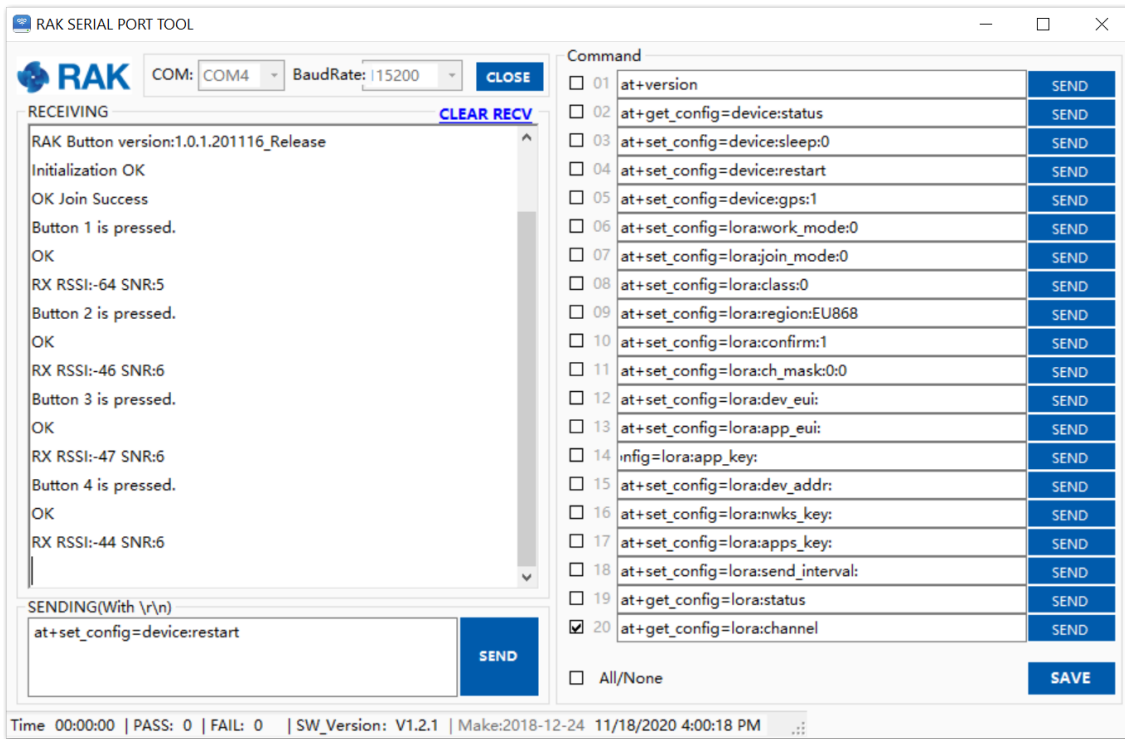 RAK SERIAL PORT TOOL
RAK
COM: COM4 BaudRate: 115200 CLOSE
RECEIVING CLEAR RECV
RAK Button version:1.0.1.201116_Release
Initialization OK
OK Join Success
Button 1 is pressed.
OK
RX RSSI:-64 SNR:5
Button 2 is pressed.
OK
RX RSSI:-46 SNR:6
Button 3 is pressed.
OK
RX RSSI:-47 SNR:6
Button 4 is pressed.
OK
RX RSSI:-44 SNR:6
SENDING(With \r\n)
at+set_config=device:restart
SEND
Command
01 at+version SEND
02 at+get_config=device:status SEND
03 at+set_config=device:sleep:0 SEND
04 at+set_config=device:restart SEND
05 at+set_config=device:gps:1 SEND
06 at+set_config=lora:work_mode:0 SEND
07 at+set_config=lora:join_mode:0 SEND
08 at+set_config=lora:class:0 SEND
09 at+set_config=lora:region:EU868 SEND
10 at+set_config=lora:confirm:1 SEND
11 at+set_config=lora:ch_mask:0:0 SEND
12 at+set_config=lora:dev_eui: SEND
13 at+set_config=lora:app_eui: SEND
14 nfig=lora:app_key: SEND
15 at+set_config=lora:dev_addr: SEND
16 at+set_config=lora:nwks_key: SEND
17 at+set_config=lora:apps_key: SEND
18 at+set_config=lora:send_interval: SEND
19 at+get_config=lora:status SEND
20 at+get_config=lora:channel SEND
All/None SAVE
Time 00:00:00 | PASS: 0 | FAIL: 0 | SW_Version: V1.2.1 | Make:2018-12-24 11/18/2020 4:00:18 PM